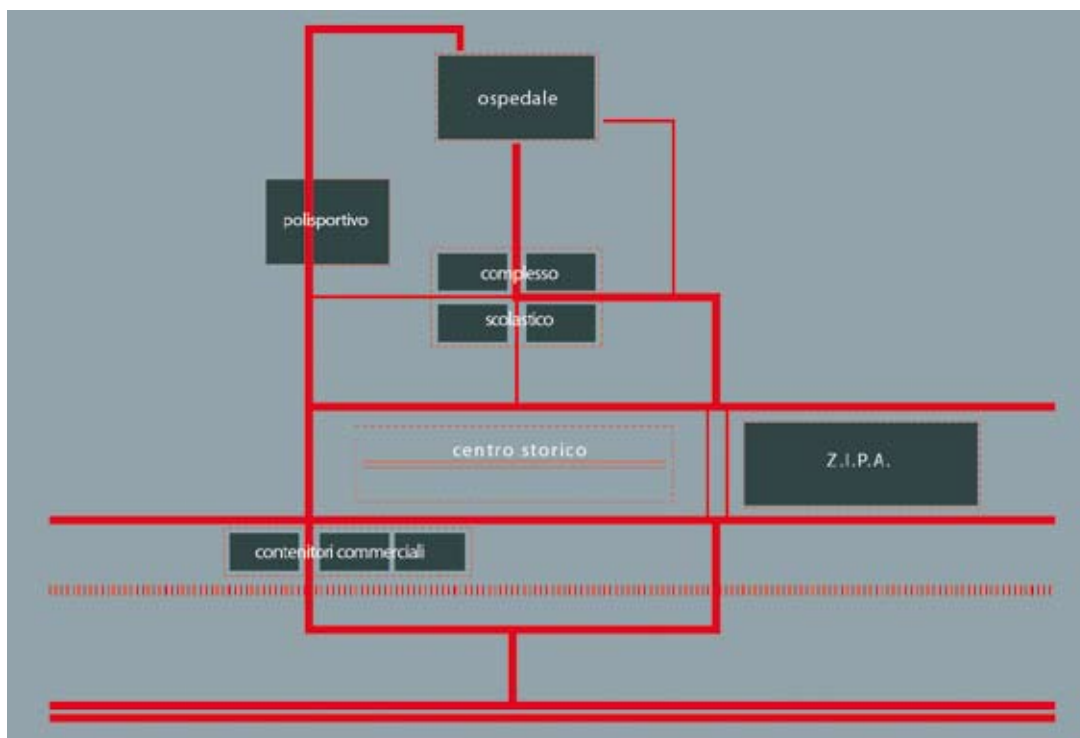 ospedale
polisportivo
complesso
scolastico
centro storico
Z.I.P.A.
contenitori commerciali